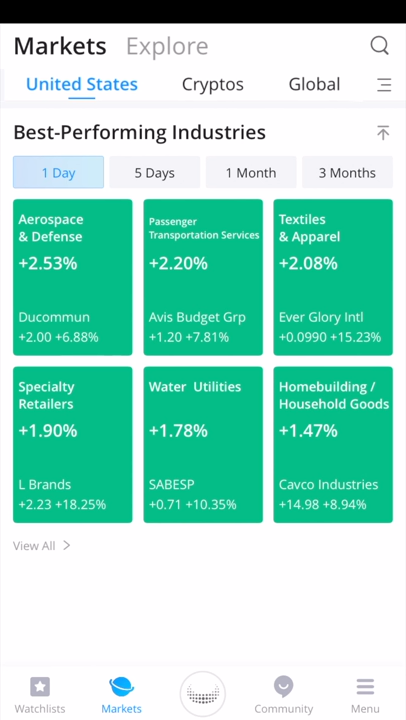 Markets Explore
United States Cryptos Global
Best-Performing Industries
1 Day 5 Days 1 Month 3 Months
Aerospace
& Defense
+2.53%
Ducommun
+2.00 +6.88%
Passenger
Transportation Services
+2.20%
Avis Budget Grp
+1.20 +7.81%
Textiles
& Apparel
+2.08%
Ever Glory Intl
+0.0990 +15.23%
Specialty
Retailers
+1.90%
L Brands
+2.23 +18.25%
Water Utilities
+1.78%
SABESP
+0.71 +10.35%
Homebuilding /
Household Goods
+1.47%
Cavco Industries
+14.98 +8.94%
View All >
Watchlists Markets Community Menu